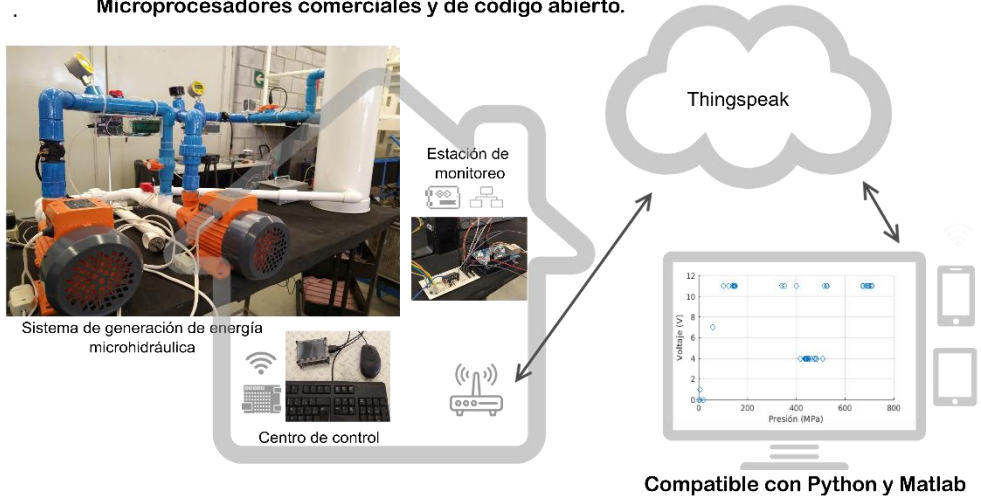 Microprocesadores comerciales y de código abierto.
.
Thingspeak
Estación de
monitoreo
Sistema de generación de energía
microhidráulica
Centro de control
12
10
8
6
4
2
0
Voltaje (V)
0
200
400
600
800
Presión (MPa)
Compatible con Python y Matlab